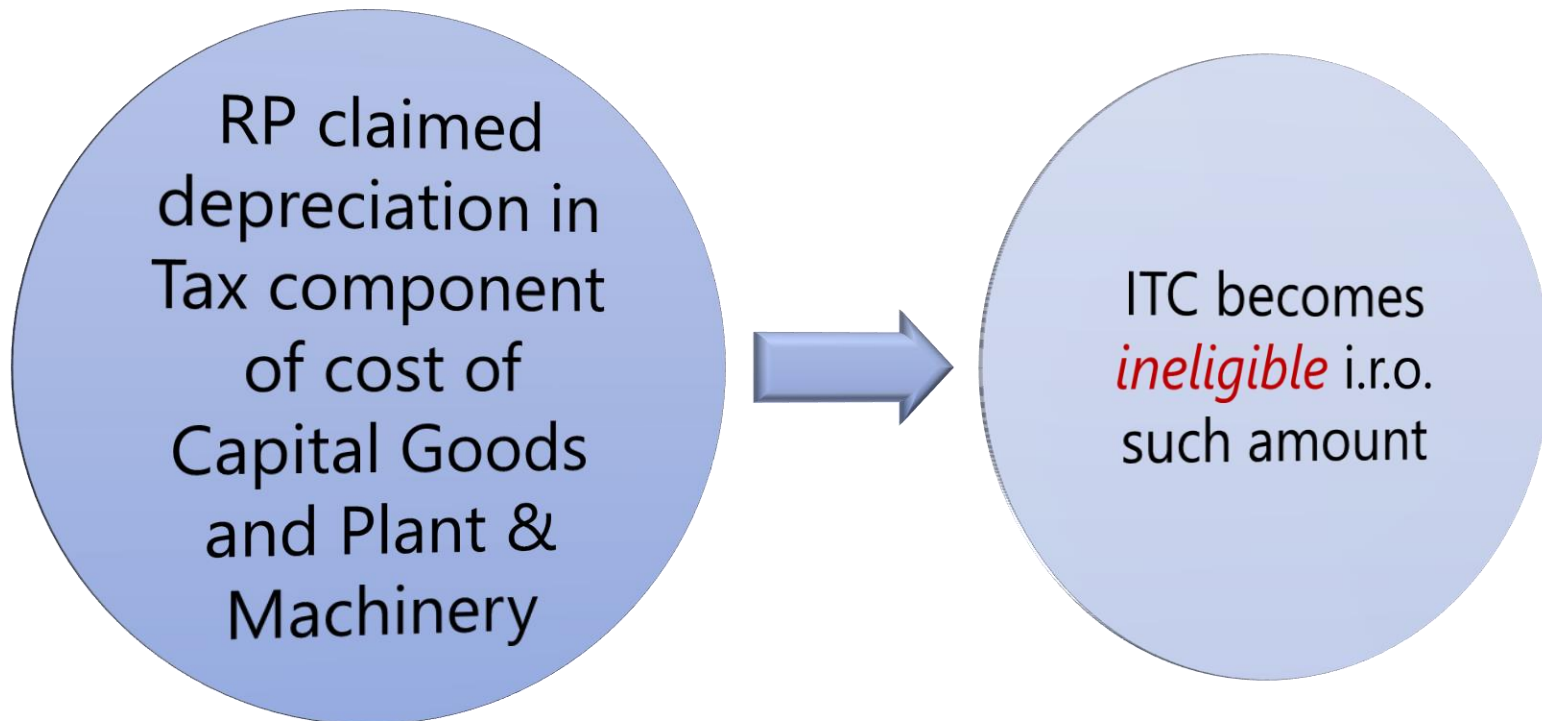 RP claimed
depreciation in
Tax component
of cost of
Capital Goods
and Plant &
Machinery
ITC becomes
ineligible i.r.o.
such amount